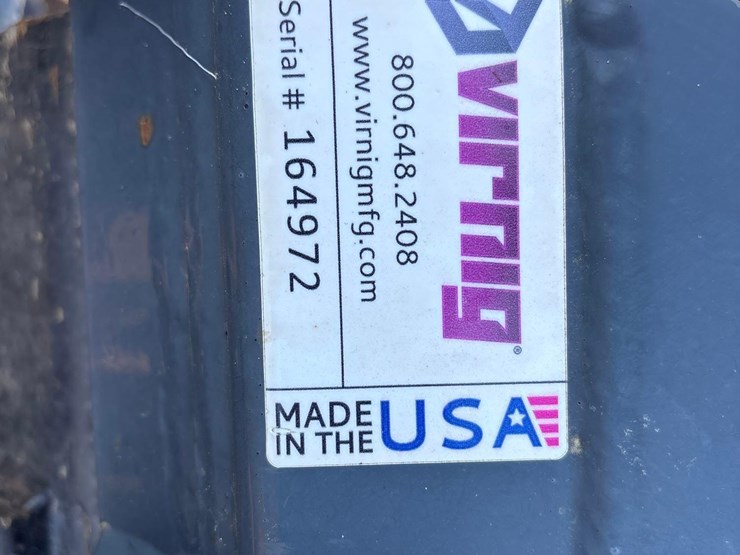 virnig®
800.648.2408
www.virnigmfg.com
Serial # 164972
MADE
IN THE
USA